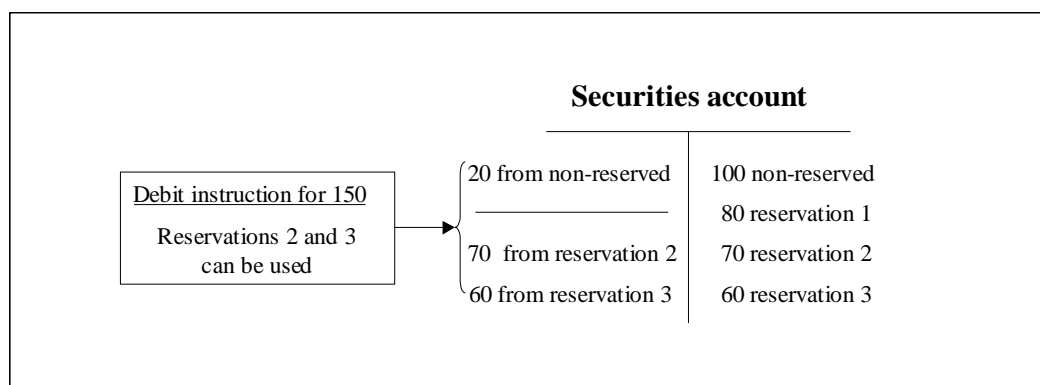 Securities account
Debit instruction for 150
Reservations 2 and 3
can be used
20 from non-reserved
70 from reservation 2
60 from reservation 3
100 non-reserved
80 reservation 1
70 reservation 2
60 reservation 3